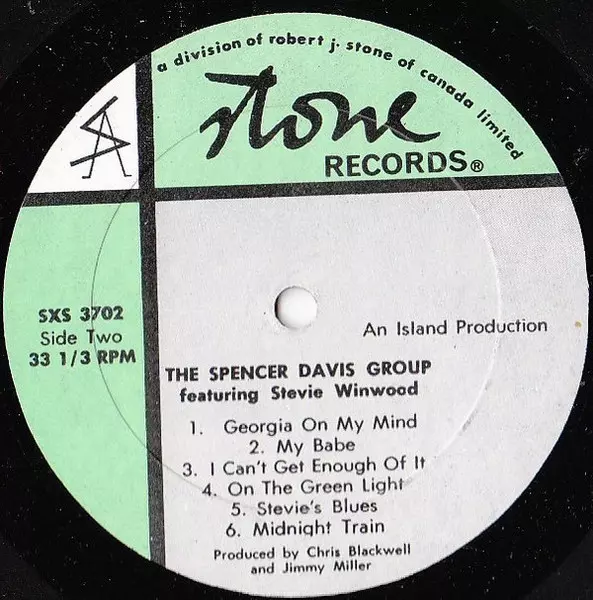 a division of robert j. stone of canada limited
stone
RECORDS®
SXS 3702
Side Two
33 1/3 RPM
An Island Production
THE SPENCER DAVIS GROUP
featuring Stevie Winwood
1. Georgia On My Mind
2. My Babe
3. I Can't Get Enough Of It
4. On The Green Light
5. Stevie's Blues
6. Midnight Train
Produced by Chris Blackwell
and Jimmy Miller